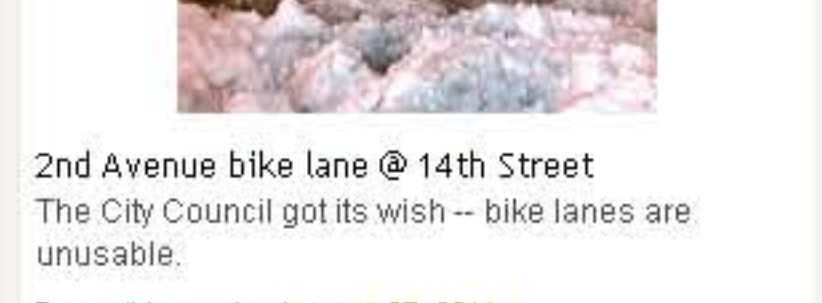 2nd Avenue bike lane @ 14th Street
The City Council got its wish -- bike lanes are
unusable.